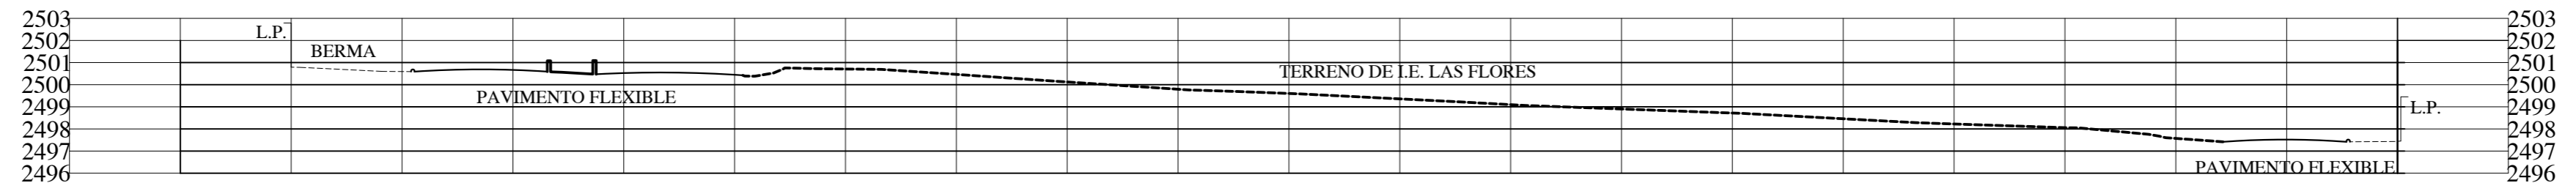 2503 2503
L.P.
2502 2502
BERMA
2501 2501
TERRENO DE I.E. LAS FLORES
2500 2500
PAVIMENTO FLEXIBLE
2499 2499
L.P.
2498 2498
2497 2497
PAVIMENTO FLEXIBLE
2496 2496